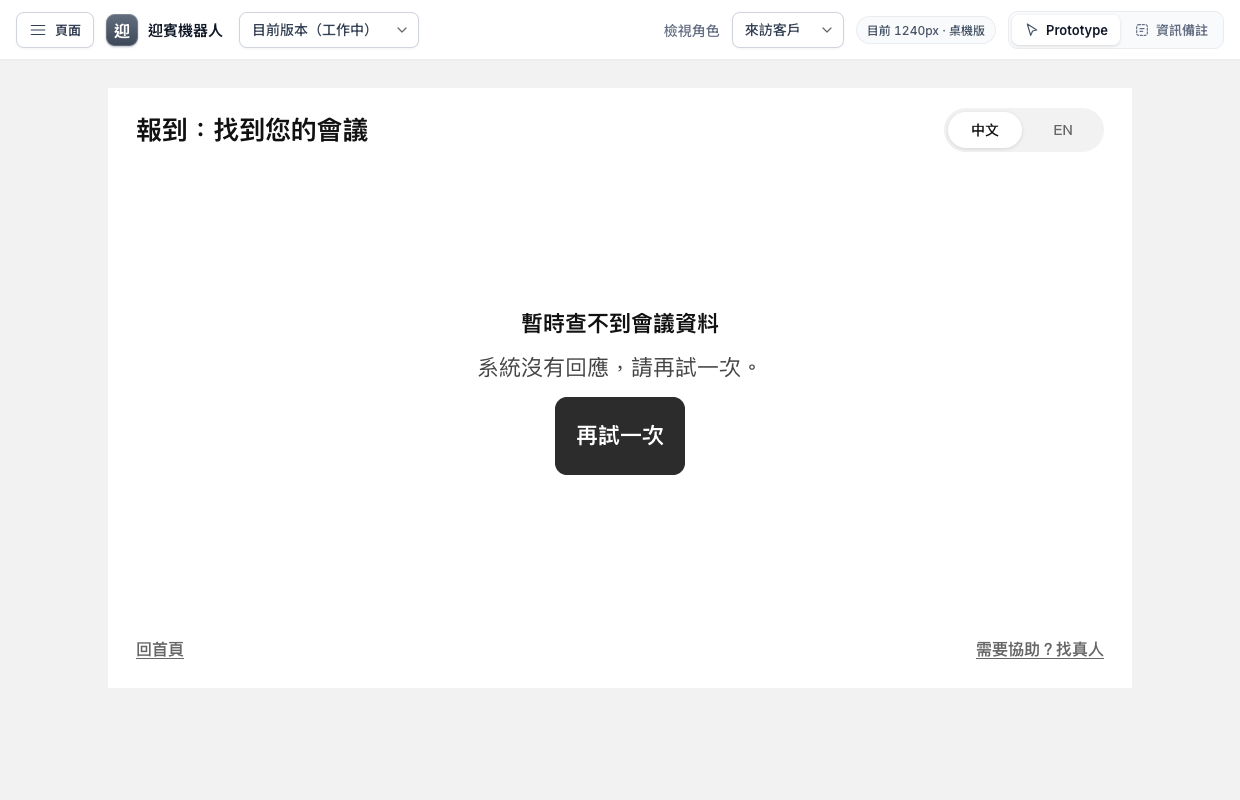 頁面
迎
迎賓機器人
目前版本（工作中）
檢視角色
來訪客戶
目前 1240px · 桌機版
Prototype
資訊備註
報到：找到您的會議
中文
EN
暫時查不到會議資料
系統沒有回應，請再試一次。
再試一次
回首頁
需要協助？找真人